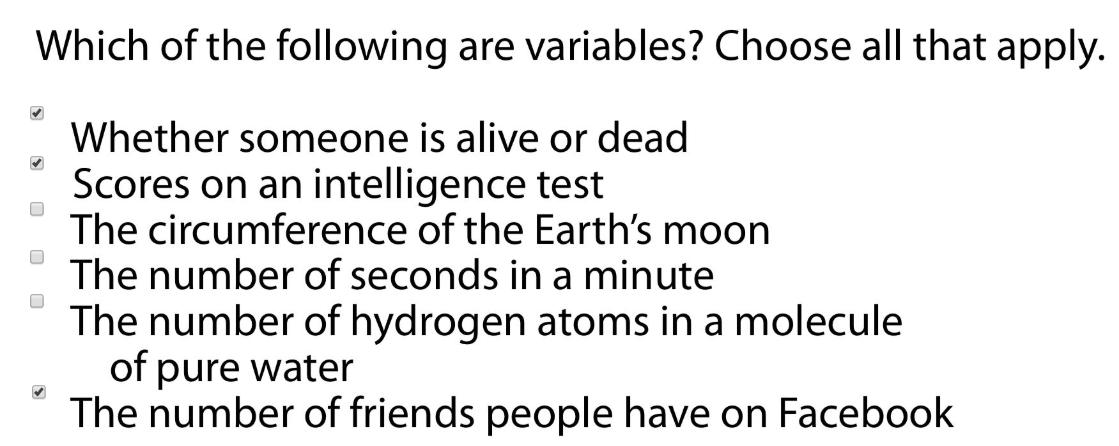 Which of the following are variables? Choose all that apply.
Whether someone is alive or dead
Scores on an intelligence test
The circumference of the Earth’s moon
The number of seconds in a minute
The number of hydrogen atoms in a molecule
of pure water
The number of friends people have on Facebook